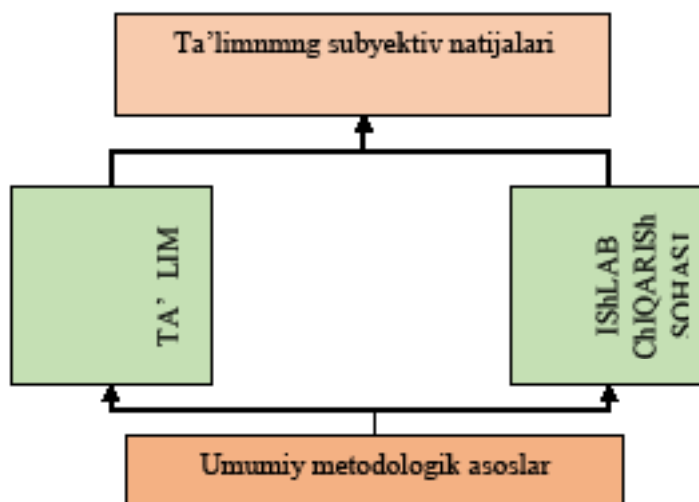 Ta’limnmng subyektiv natijalari
TA’ LIM
IShLAB
ChIQARISh
SOHASI
Umumiy metodologik asoslar